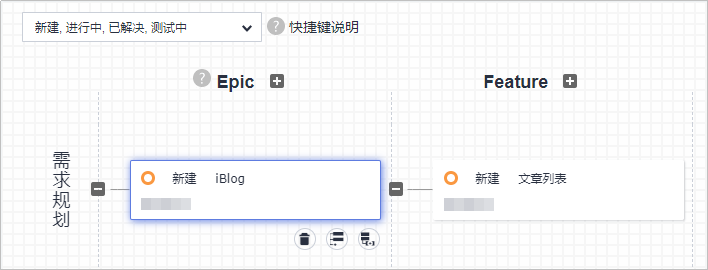 新建, 进行中, 已解决, 测试中
? 快捷键说明
? Epic
Feature
需求规划
新建 iBlog
新建 文章列表